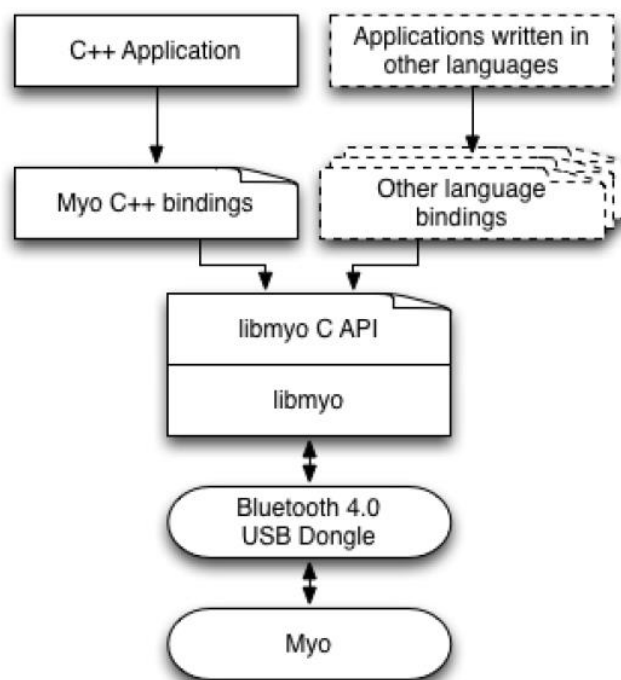 C++ Application
Applications written in
other languages
Myo C++ bindings
Other language
bindings
libmyo C API
libmyo
Bluetooth 4.0
USB Dongle
Myo